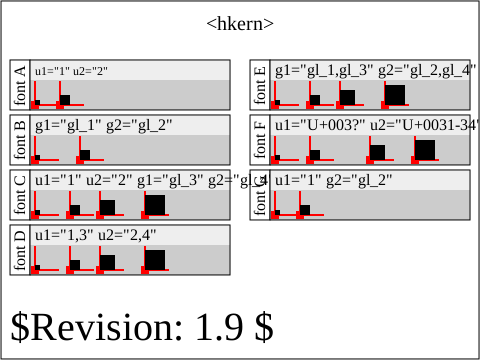 <hkern>
font A
u1="1" u2="2"
font B
g1="gl_1" g2="gl_2"
font C
u1="1" u2="2" g1="gl_3" g2="gl_4"
font D
u1="1,3" u2="2,4"
font E
g1="gl_1,gl_3" g2="gl_2,gl_4"
font F
u1="U+003?" u2="U+0031-34"
u1="1" g2="gl_2"
$Revision: 1.9 $